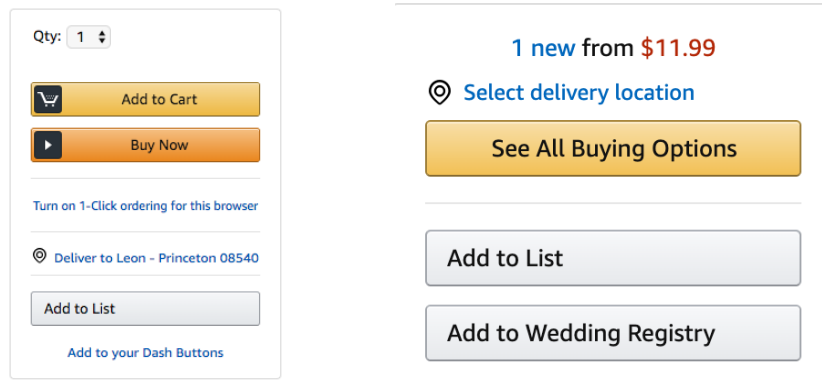 Qty: 1
Add to Cart
Buy Now
Turn on 1-Click ordering for this browser
Deliver to Leon - Princeton 08540
Add to List
Add to your Dash Buttons
1 new from $11.99
Select delivery location
See All Buying Options
Add to List
Add to Wedding Registry